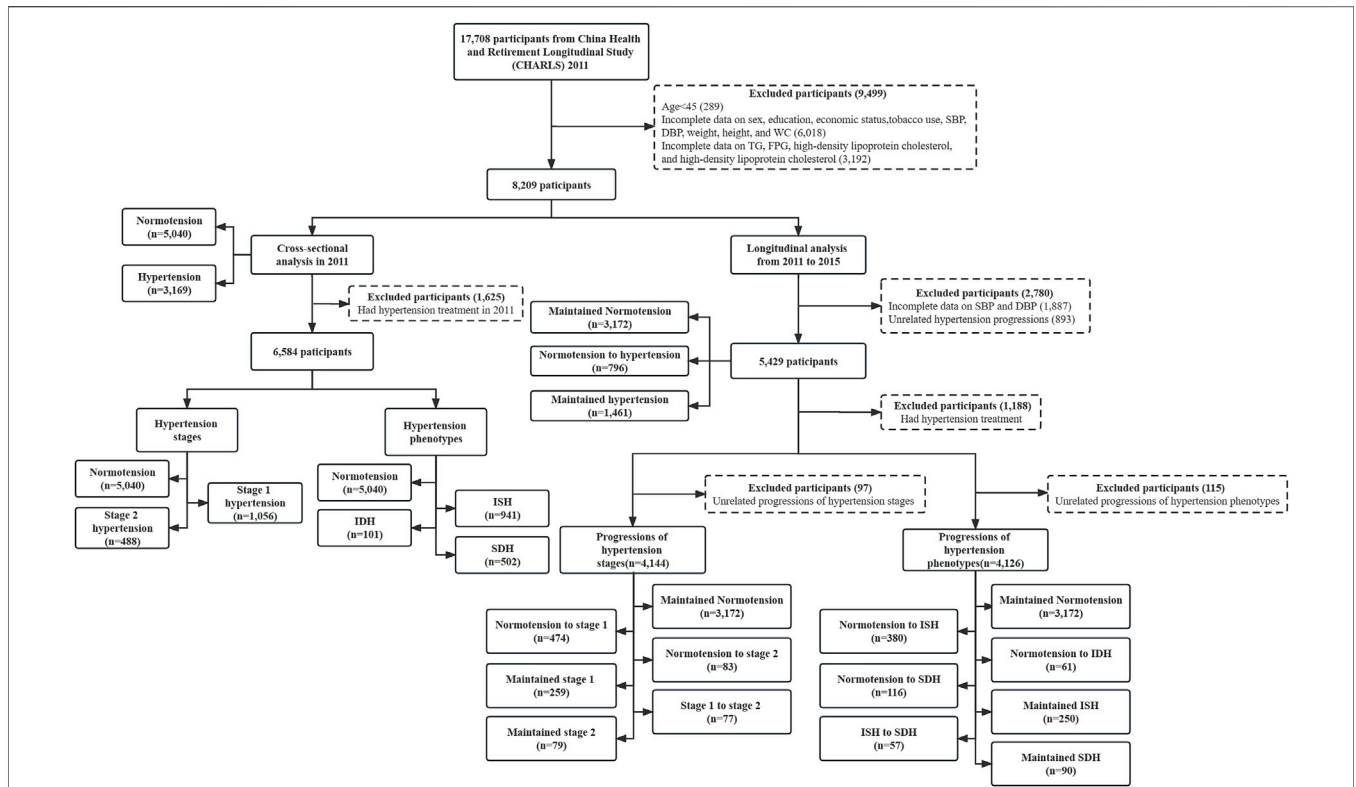 17,708 participants from China Health
and Retirement Longitudinal Study
(CHARLS) 2011
Excluded participants (9,499)
Age<45 (289)
Incomplete data on sex, education, economic status,tobacco use, SBP,
DBP, weight, height, and WC (6,018)
Incomplete data on TG, FPG, high-density lipoprotein cholesterol,
and high-density lipoprotein cholesterol (3,192)
8,209 paticipants
Normotension
(n=5,040)
Hypertension
(n=3,169)
Cross-sectional
analysis in 2011
Excluded participants (1,625)
Had hypertension treatment in 2011
6,584 paticipants
Hypertension
stages
Normotension
(n=5,040)
Stage 1
hypertension
(n=1,056)
Stage 2
hypertension
(n=488)
Hypertension
phenotypes
Normotension
(n=5,040)
ISH
(n=941)
IDH
(n=101)
SDH
(n=502)
Longitudinal analysis
from 2011 to 2015
Excluded participants (2,780)
Incomplete data on SBP and DBP (1,887)
Unrelated hypertension progressions (893)
Maintained Normotension
(n=3,172)
Normotension to hypertension
(n=796)
Maintained hypertension
(n=1,461)
5,429 paticipants
Excluded participants (1,188)
Had hypertension treatment
Excluded participants (97)
Unrelated progressions of hypertension stages
Excluded participants (115)
Unrelated progressions of hypertension phenotypes
Progressions of
hypertension
stages(n=4,144)
Maintained Normotension
(n=3,172)
Normotension to stage 1
(n=474)
Normotension to stage 2
(n=83)
Maintained stage 1
(n=259)
Stage 1 to stage 2
(n=77)
Maintained stage 2
(n=79)
Progressions of
hypertension
phenotypes(n=4,126)
Maintained Normotension
(n=3,172)
Normotension to ISH
(n=380)
Normotension to IDH
(n=61)
Normotension to SDH
(n=116)
Maintained ISH
(n=250)
ISH to SDH
(n=57)
Maintained SDH
(n=90)